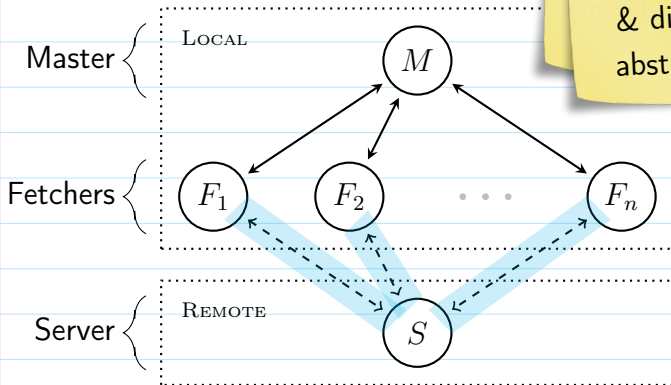 & di
abst
LOCAL
Master
M
Fetchers
F₁
F₂
...
Fₙ
REMOTE
Server
S